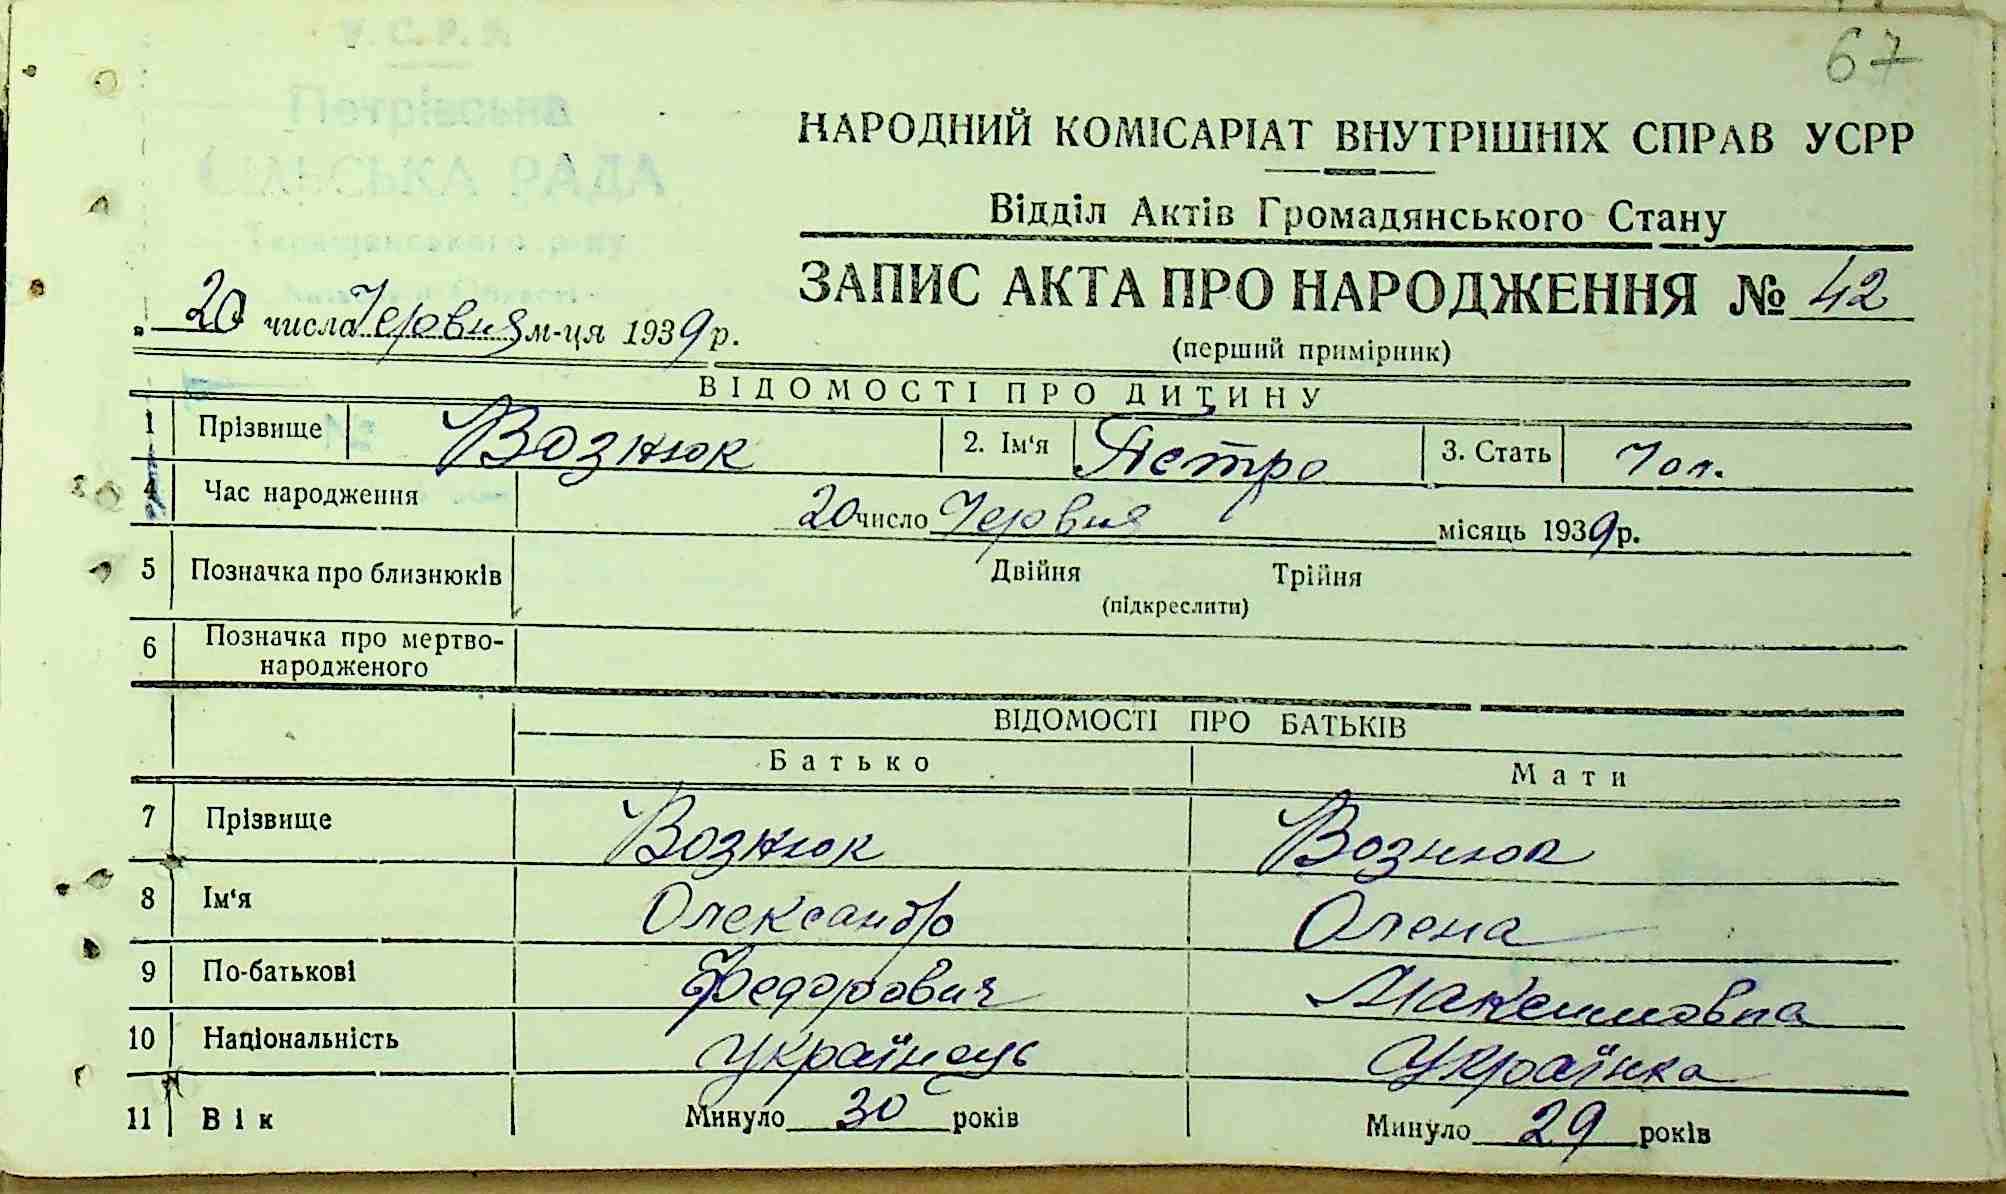 67
У. С. Р. Р.
Петрівська
СІЛЬСЬКА РАДА
Таращанського р-ну
НАРОДНИЙ КОМІСАРІАТ ВНУТРІШНІХ СПРАВ УСРР
Відділ Актів Громадянського Стану
ЗАПИС АКТА ПРО НАРОДЖЕННЯ № 42
(перший примірник)
20 числа Червня м-ця 1939 р.
ВІДОМОСТІ ПРО ДИТИНУ
1 Прізвище Вознюк 2. Ім'я Петро 3. Стать Чол.
4 Час народження 20 число Червня місяць 1939 р.
5 Позначка про близнюків Двійня Трійня
(підкреслити)
6 Позначка про мертво-
народженого
ВІДОМОСТІ ПРО БАТЬКІВ
Батько Мати
7 Прізвище Вознюк Вознюк
8 Ім'я Олександр Олена
9 По-батькові Федорович Максимовна
10 Національність Українець Українка
11 Вік Минуло 30 років Минуло 29 років